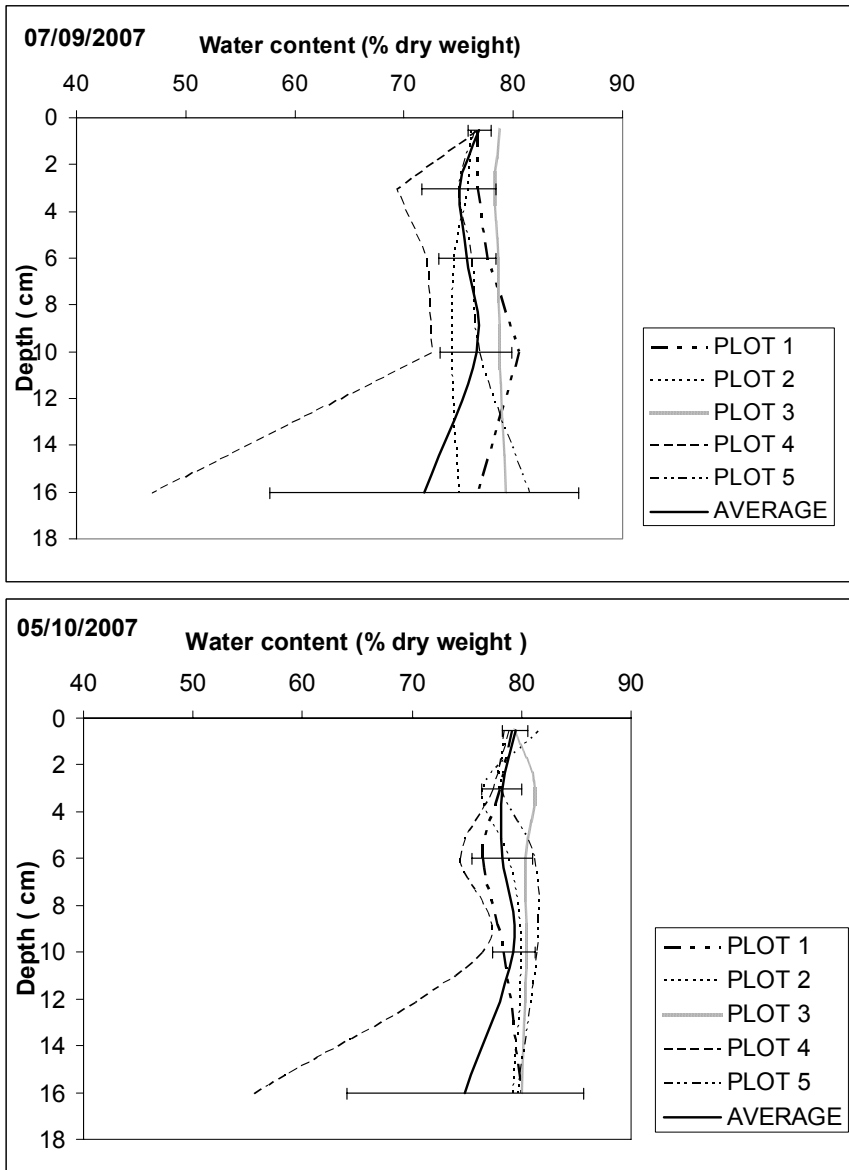 07/09/2007
Water content (% dry weight)
40 50 60 70 80 90
Depth ( cm)
0
2
4
6
8
10
12
14
16
18
PLOT 1
PLOT 2
PLOT 3
PLOT 4
PLOT 5
AVERAGE
05/10/2007
Water content (% dry weight )
40 50 60 70 80 90
Depth ( cm)
0
2
4
6
8
10
12
14
16
18
PLOT 1
PLOT 2
PLOT 3
PLOT 4
PLOT 5
AVERAGE